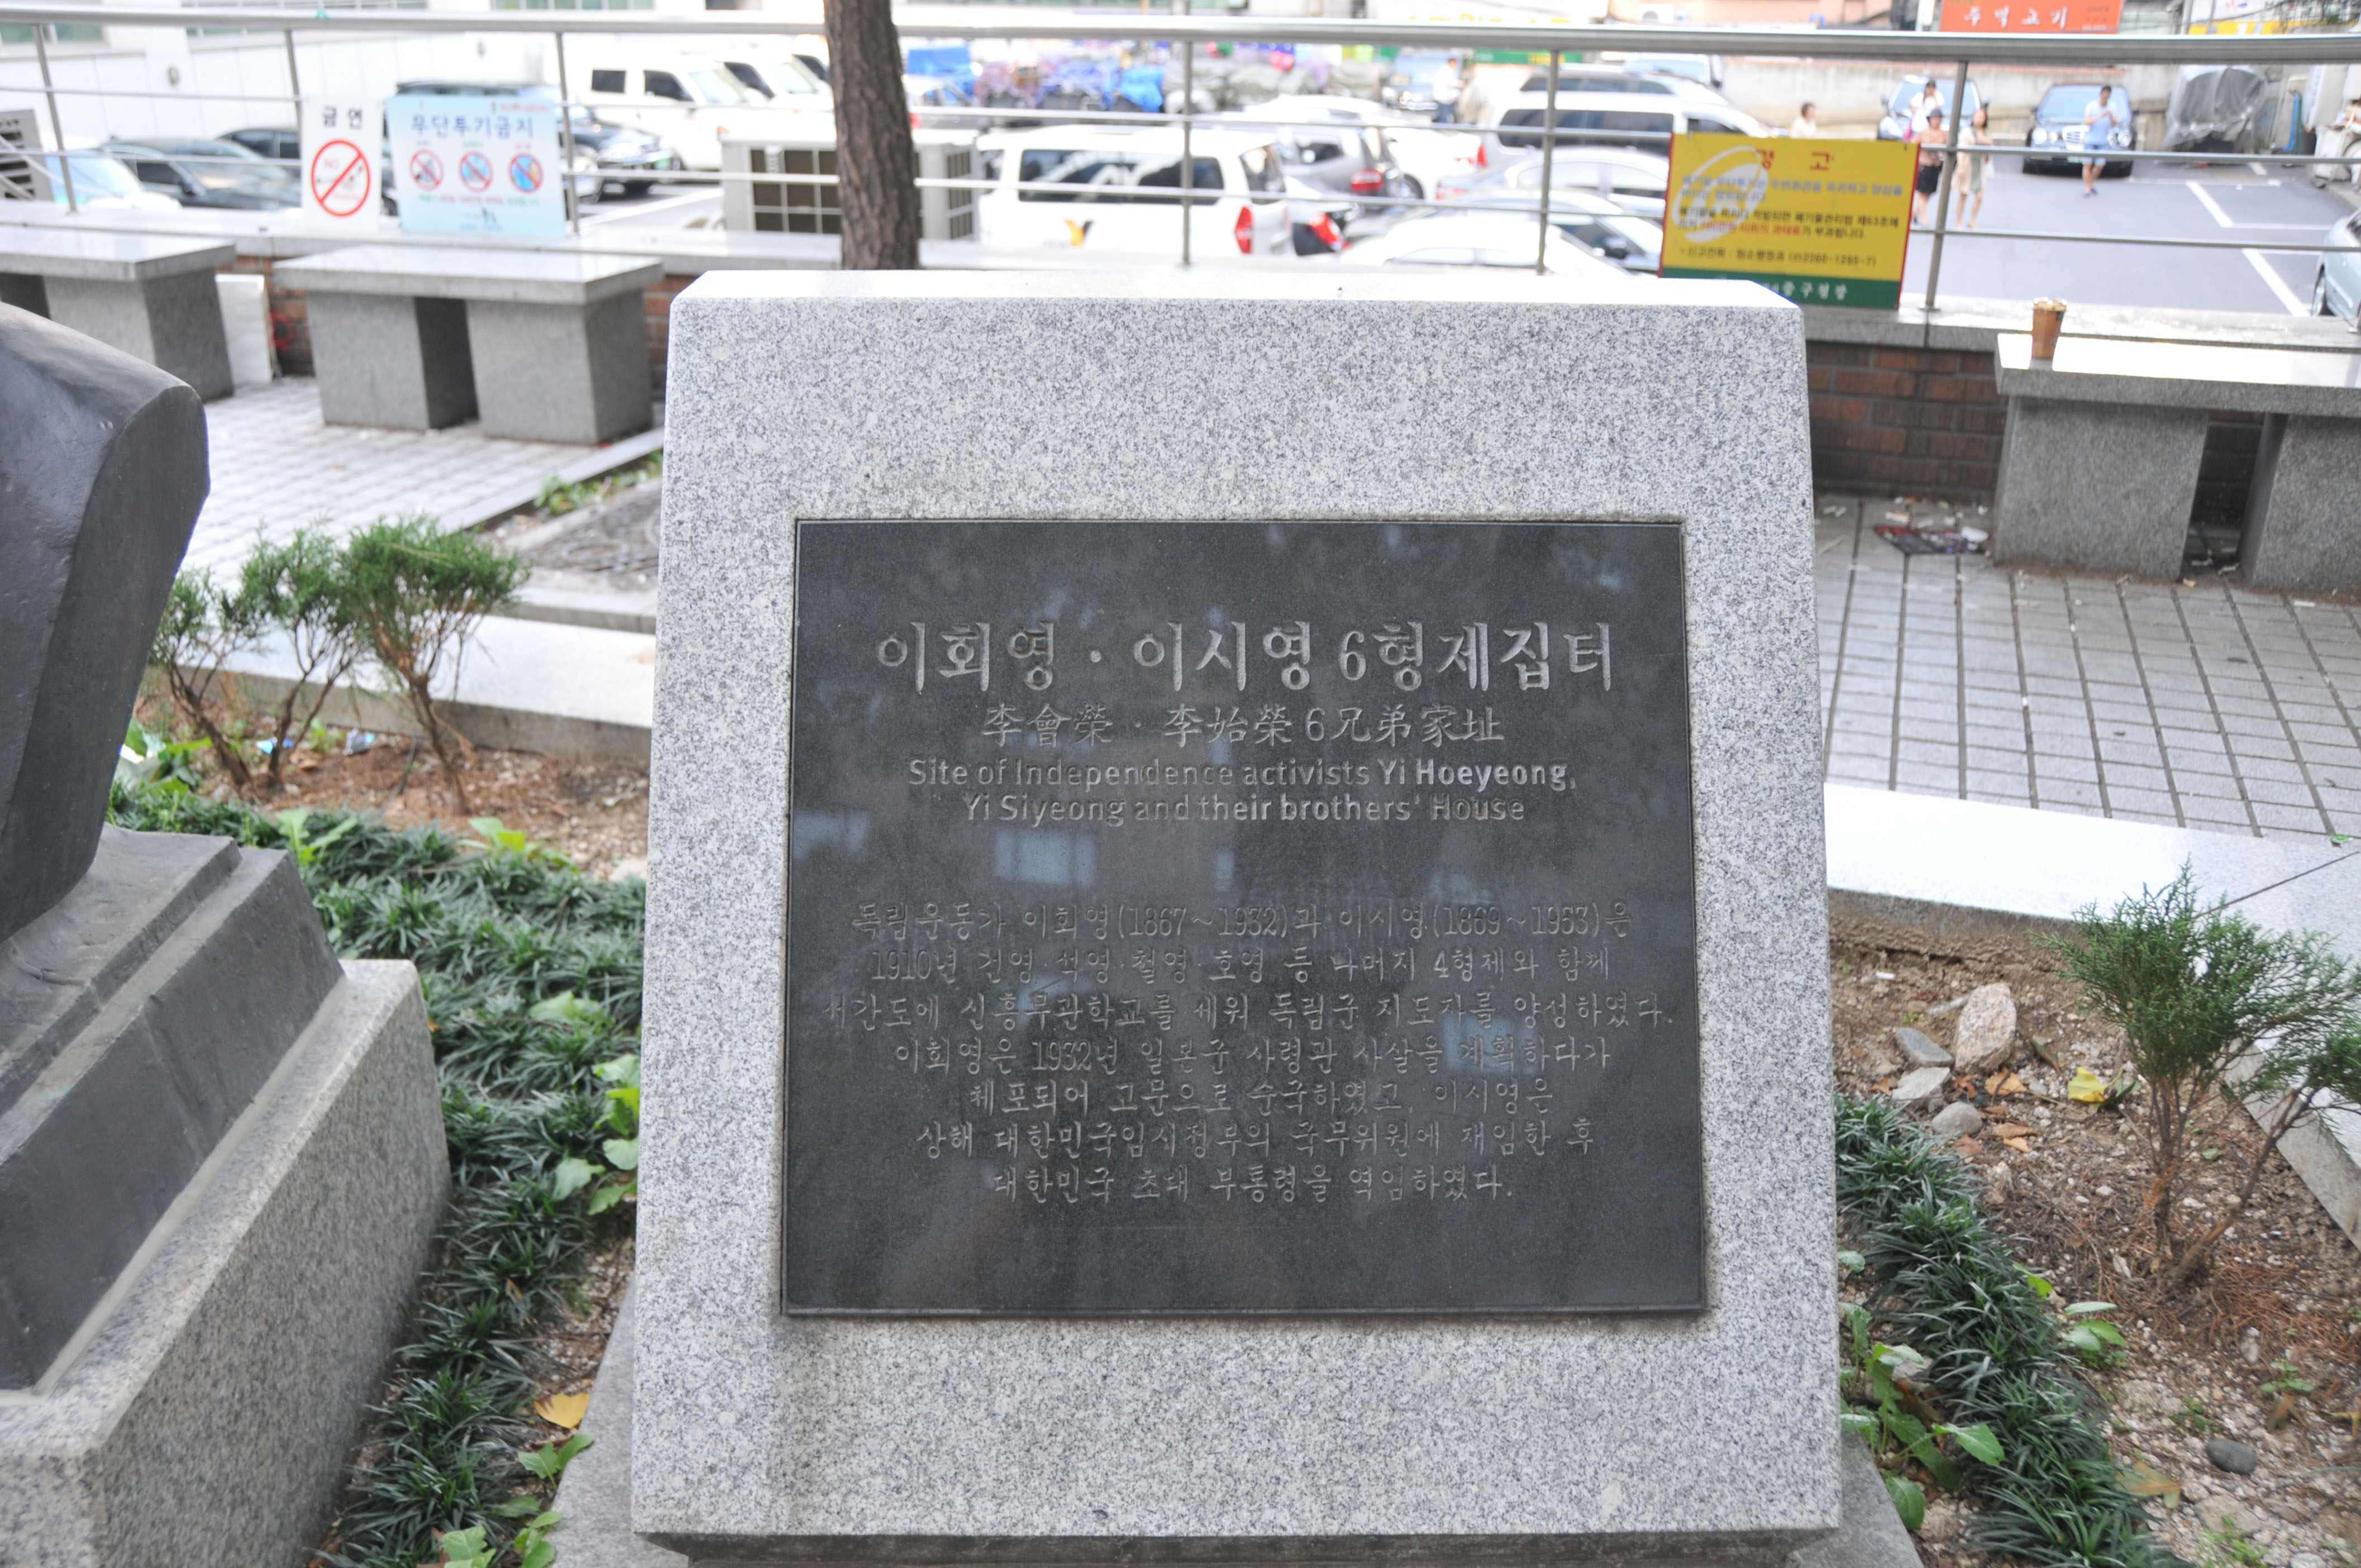 주먹고기
금연
NO
무단투기금지
경고
이회영 · 이시영 6형제집터
李會榮 · 李始榮 6兄弟家址
Site of Independence activists Yi Hoeyeong,
Yi Siyeong and their brothers' House
독립운동가 이회영(1867~1932)과 이시영(1869~1953)은
1910년 건영·석영·철영·호영 등 나머지 4형제와 함께
서간도에 신흥무관학교를 세워 독립군 지도자를 양성하였다.
이회영은 1932년 일본군 사령관 사살을 계획하다가
체포되어 고문으로 순국하였고, 이시영은
상해 대한민국임시정부의 국무위원에 재임한 후
대한민국 초대 부통령을 역임하였다.